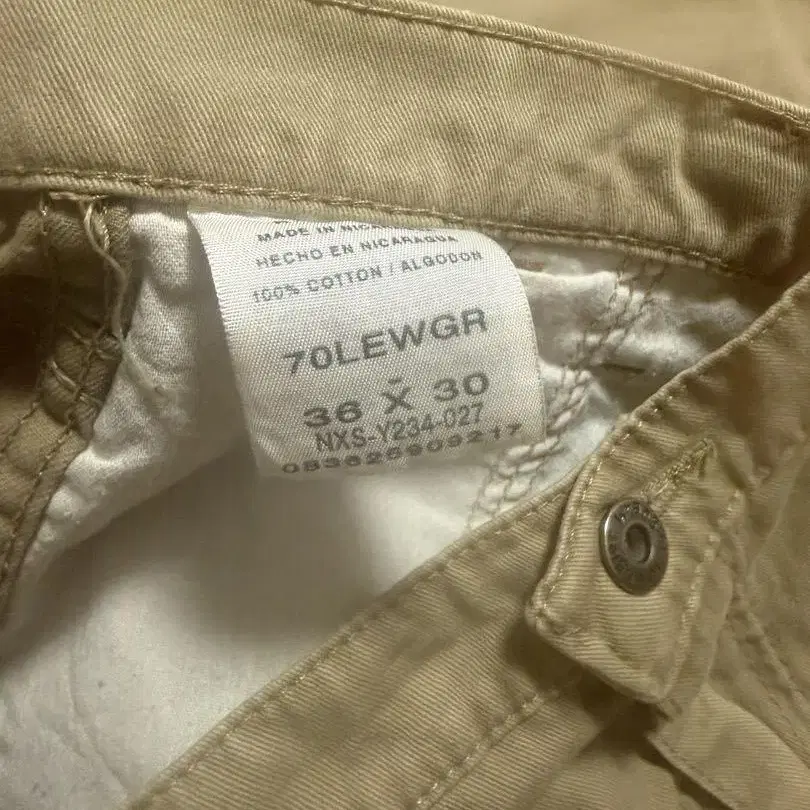 MADE IN NICARAGUA
HECHO EN NICARAGUA
100% COTTON / ALGODON
70LEWGR
36 X 30
NXS-Y234-027